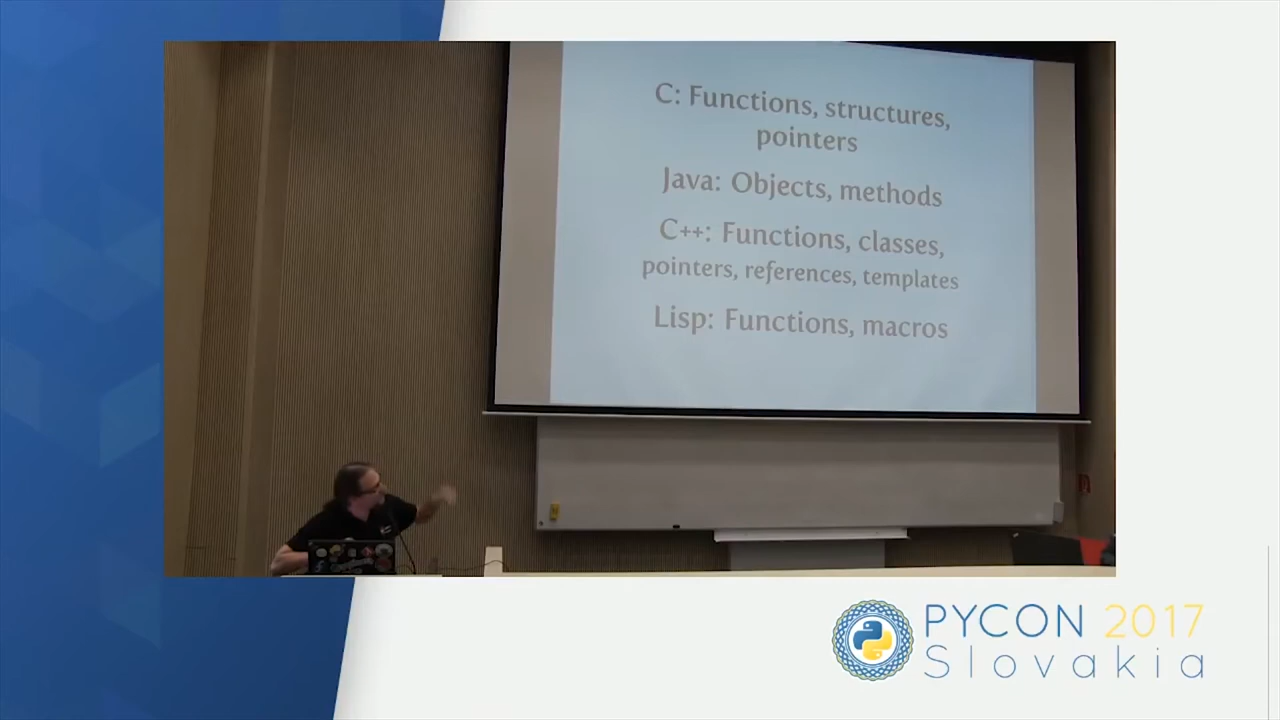 C: Functions, structures,
pointers
Java: Objects, methods
C++: Functions, classes,
pointers, references, templates
Lisp: Functions, macros
PYCON 2017
Slovakia